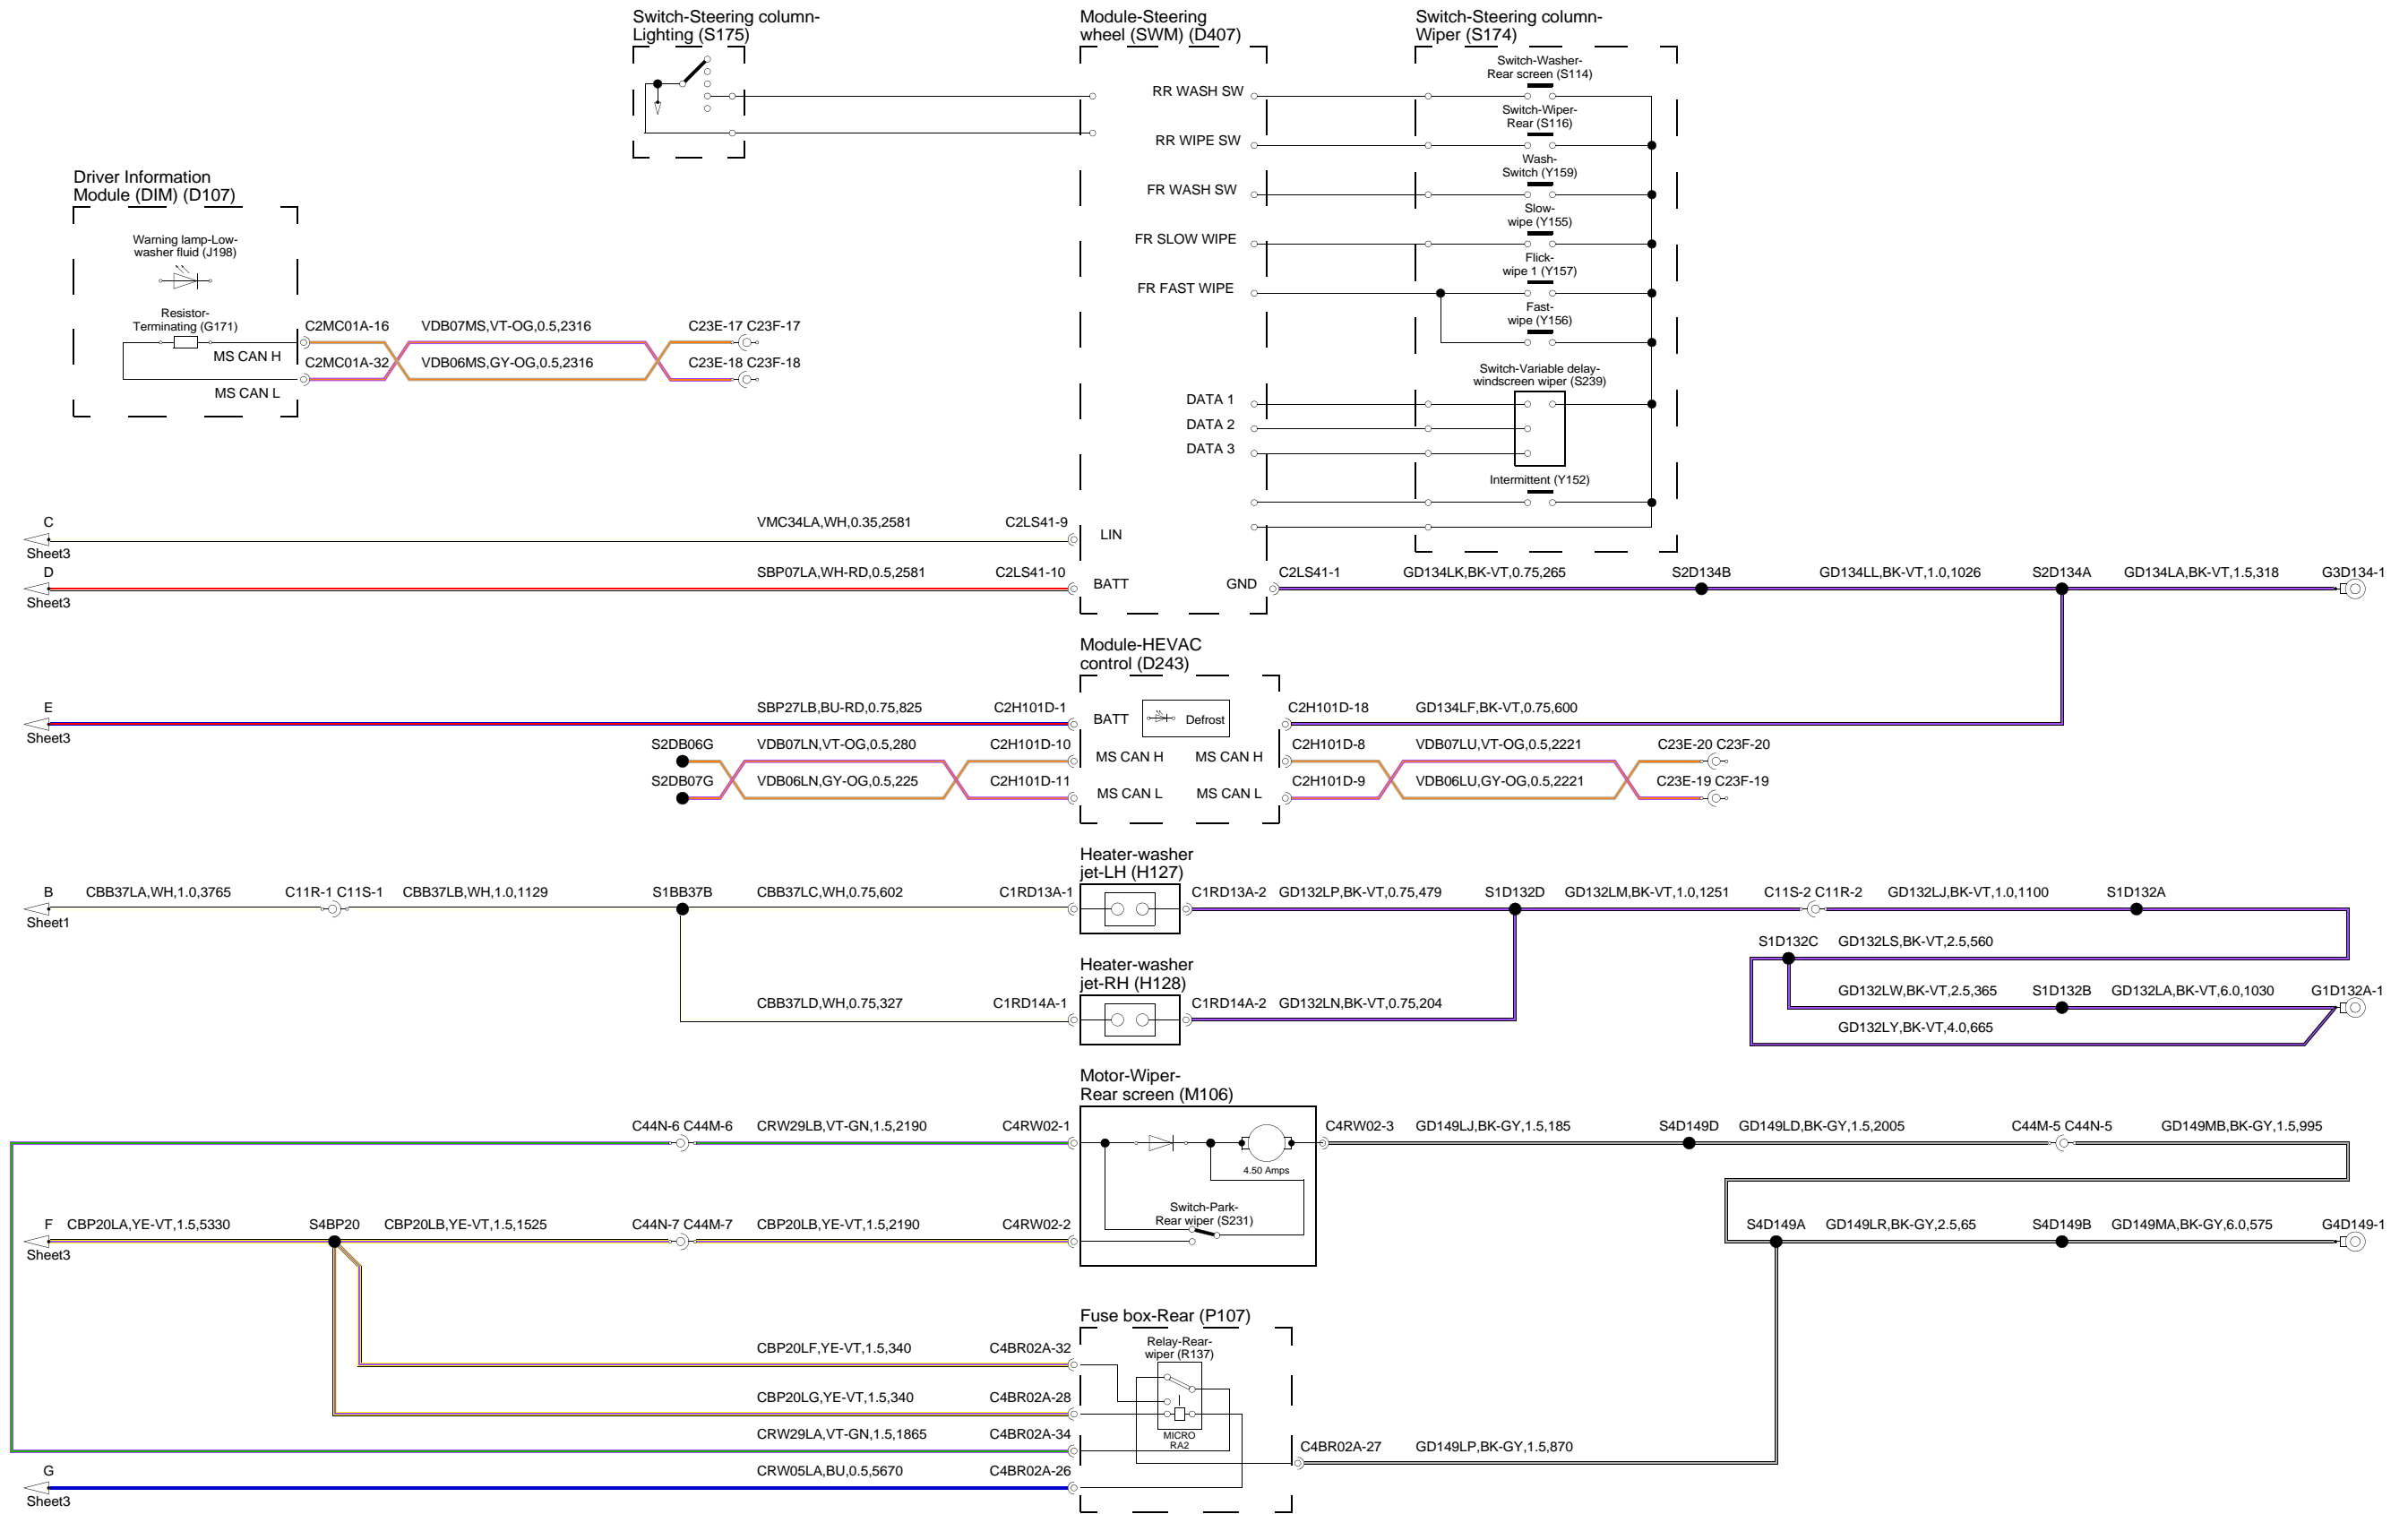 Switch-Steering column-
Lighting (S175)
Module-Steering
wheel (SWM) (D407)
Switch-Steering column-
Wiper (S174)
Switch-Washer-
Rear screen (S114)
RR WASH SW
Switch-Wiper-
Rear (S116)
RR WIPE SW
Wash-
Switch (Y159)
FR WASH SW
Slow-
wipe (Y155)
FR SLOW WIPE
Flick-
wipe 1 (Y157)
FR FAST WIPE
Fast-
wipe (Y156)
Switch-Variable delay-
windscreen wiper (S239)
DATA 1
DATA 2
DATA 3
Intermittent (Y152)
Driver Information
Module (DIM) (D107)
Warning lamp-Low-
washer fluid (J198)
Resistor-
Terminating (G171)
MS CAN H
MS CAN L
C2MC01A-16 VDB07MS,VT-OG,0.5,2316 C23E-17 C23F-17
C2MC01A-32 VDB06MS,GY-OG,0.5,2316 C23E-18 C23F-18
C VMC34LA,WH,0.35,2581 C2LS41-9 LIN
Sheet3
D SBP07LA,WH-RD,0.5,2581 C2LS41-10 BATT GND C2LS41-1 GD134LK,BK-VT,0.75,265 S2D134B GD134LL,BK-VT,1.0,1026 S2D134A GD134LA,BK-VT,1.5,318 G3D134-1
Sheet3
Module-HEVAC
control (D243)
E SBP27LB,BU-RD,0.75,825 C2H101D-1 BATT Defrost C2H101D-18 GD134LF,BK-VT,0.75,600
Sheet3
S2DB06G VDB07LN,VT-OG,0.5,280 C2H101D-10 MS CAN H MS CAN H C2H101D-8 VDB07LU,VT-OG,0.5,2221 C23E-20 C23F-20
S2DB07G VDB06LN,GY-OG,0.5,225 C2H101D-11 MS CAN L MS CAN L C2H101D-9 VDB06LU,GY-OG,0.5,2221 C23E-19 C23F-19
Heater-washer
jet-LH (H127)
B CBB37LA,WH,1.0,3765 C11R-1 C11S-1 CBB37LB,WH,1.0,1129 S1BB37B CBB37LC,WH,0.75,602 C1RD13A-1 C1RD13A-2 GD132LP,BK-VT,0.75,479 S1D132D GD132LM,BK-VT,1.0,1251 C11S-2 C11R-2 GD132LJ,BK-VT,1.0,1100 S1D132A
Sheet1
S1D132C GD132LS,BK-VT,2.5,560
Heater-washer
jet-RH (H128)
CBB37LD,WH,0.75,327 C1RD14A-1 C1RD14A-2 GD132LN,BK-VT,0.75,204
GD132LW,BK-VT,2.5,365 S1D132B GD132LA,BK-VT,6.0,1030 G1D132A-1
GD132LY,BK-VT,4.0,665
Motor-Wiper-
Rear screen (M106)
C44N-6 C44M-6 CRW29LB,VT-GN,1.5,2190 C4RW02-1 C4RW02-3 GD149LJ,BK-GY,1.5,185 S4D149D GD149LD,BK-GY,1.5,2005 C44M-5 C44N-5 GD149MB,BK-GY,1.5,995
4.50 Amps
Switch-Park-
Rear wiper (S231)
F CBP20LA,YE-VT,1.5,5330 S4BP20 CBP20LB,YE-VT,1.5,1525 C44N-7 C44M-7 CBP20LB,YE-VT,1.5,2190 C4RW02-2 S4D149A GD149LR,BK-GY,2.5,65 S4D149B GD149MA,BK-GY,6.0,575 G4D149-1
Sheet3
Fuse box-Rear (P107)
Relay-Rear-
wiper (R137)
CBP20LF,YE-VT,1.5,340 C4BR02A-32
CBP20LG,YE-VT,1.5,340 C4BR02A-28
CRW29LA,VT-GN,1.5,1865 C4BR02A-34
MICRO
RA2
C4BR02A-27 GD149LP,BK-GY,1.5,870
G CRW05LA,BU,0.5,5670 C4BR02A-26
Sheet3